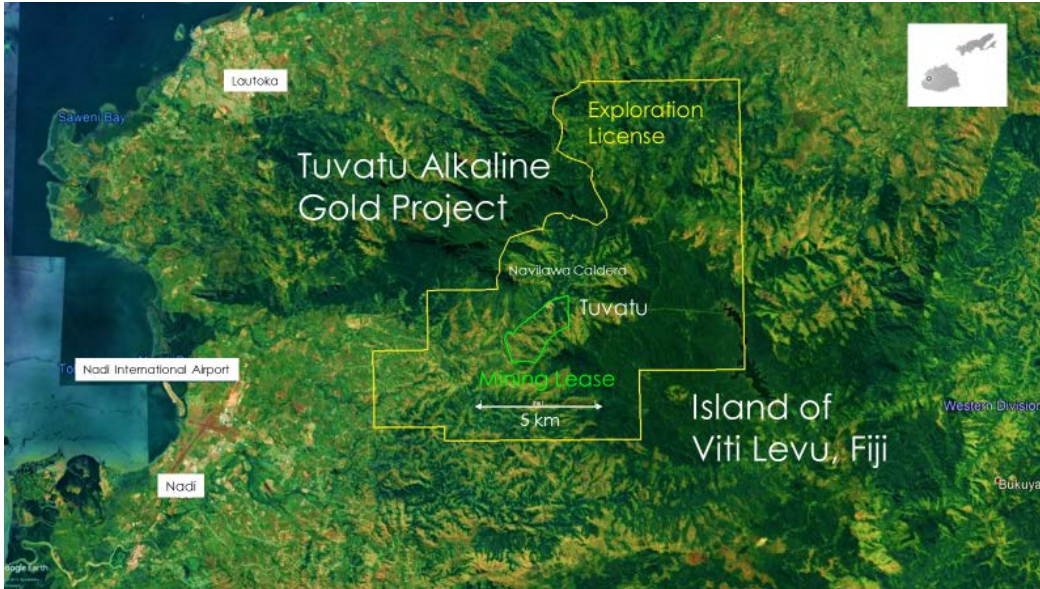 Lautoka
Saweni Bay
Exploration
License
Tuvatu Alkaline
Gold Project
Navilawa Caldera
Tuvatu
Nadi International Airport
Mining Lease
5 km
Island of
Viti Levu, Fiji
Western Division
Nadi
Bukuya